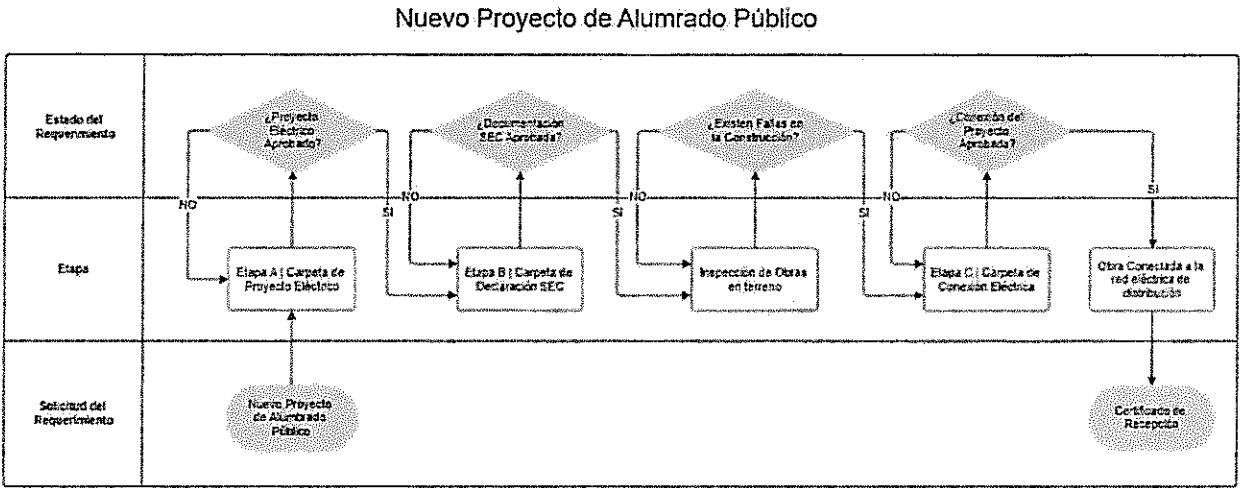 Nuevo Proyecto de Alumrado Público
Estado del
Requerimiento
¿Proyecto
Eléctrico
Aprobado?
¿Documentación
SEC Aprobada?
¿Existen Fallas en
la Construcción?
¿Conexión del
Proyecto
Aprobada?
NO
SI
NO
SI
NO
SI
NO
SI
Etapa
Etapa A | Carpeta de
Proyecto Eléctrico
Etapa B | Carpeta de
Declaración SEC
Inspección de Obras
en terreno
Etapa C | Carpeta de
Conexión Eléctrica
Obra Conectada a la
red eléctrica de
distribución
Solicitud del
Requerimiento
Nuevo Proyecto
de Alumbrado
Público
Certificado de
Recepción